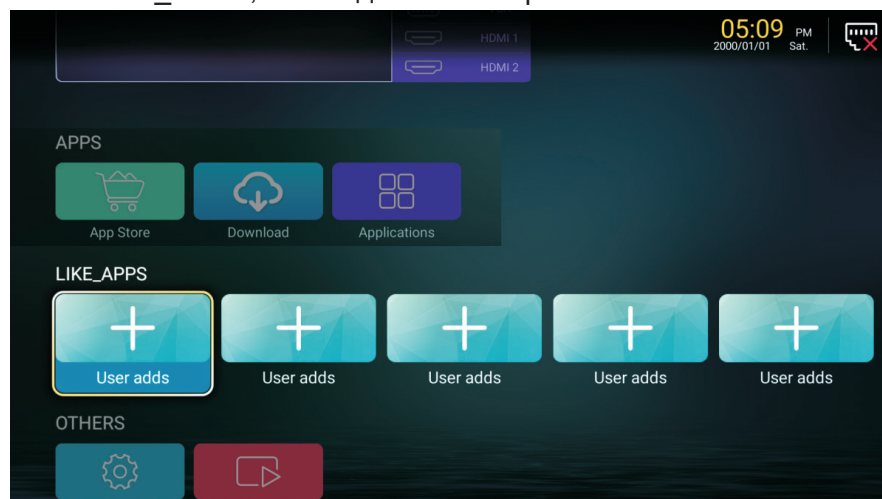 05:09 PM
2000/01/01 Sat.
HDMI 1
HDMI 2
APPS
App Store
Download
Applications
LIKE_APPS
User adds
User adds
User adds
User adds
User adds
OTHERS